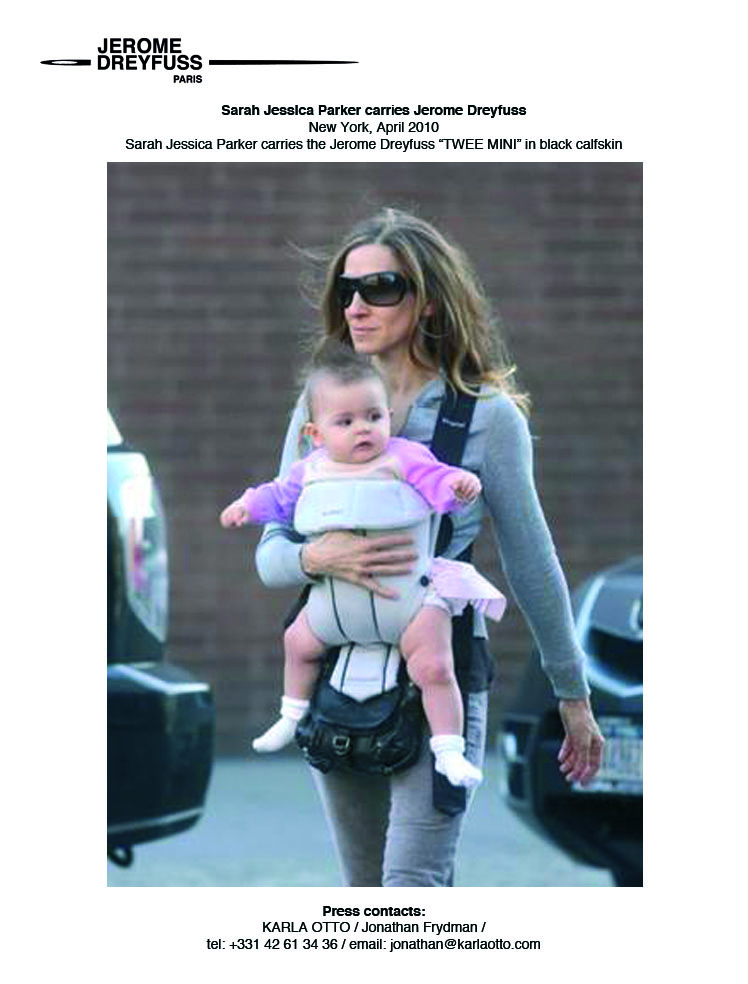 JEROME
DREYFUSS
PARIS
Sarah Jessica Parker carries Jerome Dreyfuss
New York, April 2010
Sarah Jessica Parker carries the Jerome Dreyfuss “TWEE MINI” in black calfskin
Press contacts:
KARLA OTTO / Jonathan Frydman /
tel: +331 42 61 34 36 / email: jonathan@karlaotto.com